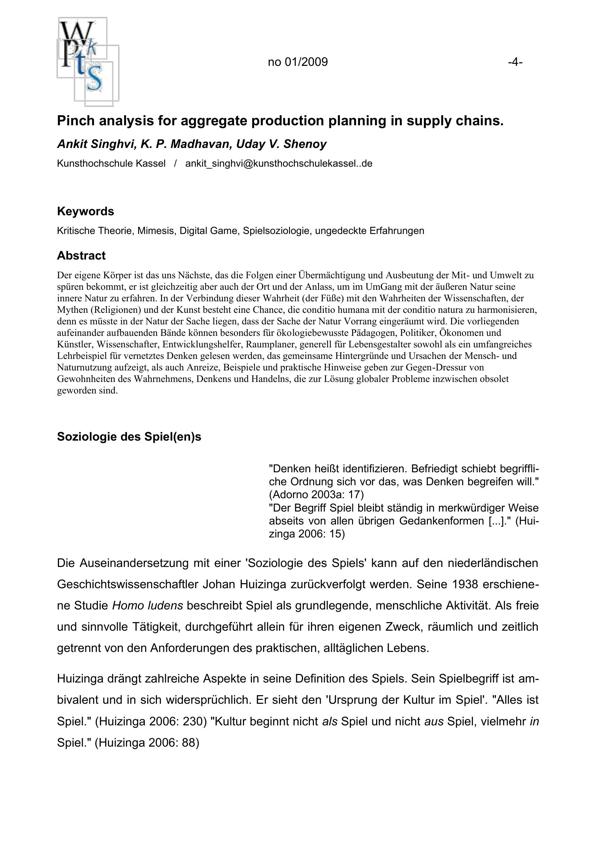 W
P k
t
S
no 01/2009 -4-
Pinch analysis for aggregate production planning in supply chains.
Ankit Singhvi, K. P. Madhavan, Uday V. Shenoy
Kunsthochschule Kassel / ankit_singhvi@kunsthochschulekassel..de
Keywords
Kritische Theorie, Mimesis, Digital Game, Spielsoziologie, ungedeckte Erfahrungen
Abstract
Der eigene Körper ist das uns Nächste, das die Folgen einer Übermächtigung und Ausbeutung der Mit- und Umwelt zu
spüren bekommt, er ist gleichzeitig aber auch der Ort und der Anlass, um im UmGang mit der äußeren Natur seine
innere Natur zu erfahren. In der Verbindung dieser Wahrheit (der Füße) mit den Wahrheiten der Wissenschaften, der
Mythen (Religionen) und der Kunst besteht eine Chance, die conditio humana mit der conditio natura zu harmonisieren,
denn es müsste in der Natur der Sache liegen, dass der Sache der Natur Vorrang eingeräumt wird. Die vorliegenden
aufeinander aufbauenden Bände können besonders für ökologiebewusste Pädagogen, Politiker, Ökonomen und
Künstler, Wissenschafter, Entwicklungshelfer, Raumplaner, generell für Lebensgestalter sowohl als ein umfangreiches
Lehrbeispiel für vernetztes Denken gelesen werden, das gemeinsame Hintergründe und Ursachen der Mensch- und
Naturnutzung aufzeigt, als auch Anreize, Beispiele und praktische Hinweise geben zur Gegen-Dressur von
Gewohnheiten des Wahrnehmens, Denkens und Handelns, die zur Lösung globaler Probleme inzwischen obsolet
geworden sind.
Soziologie des Spiel(en)s
"Denken heißt identifizieren. Befriedigt schiebt begriffli-
che Ordnung sich vor das, was Denken begreifen will."
(Adorno 2003a: 17)
"Der Begriff Spiel bleibt ständig in merkwürdiger Weise
abseits von allen übrigen Gedankenformen [...]." (Hui-
zinga 2006: 15)
Die Auseinandersetzung mit einer 'Soziologie des Spiels' kann auf den niederländischen
Geschichtswissenschaftler Johan Huizinga zurückverfolgt werden. Seine 1938 erschiene-
ne Studie Homo ludens beschreibt Spiel als grundlegende, menschliche Aktivität. Als freie
und sinnvolle Tätigkeit, durchgeführt allein für ihren eigenen Zweck, räumlich und zeitlich
getrennt von den Anforderungen des praktischen, alltäglichen Lebens.
Huizinga drängt zahlreiche Aspekte in seine Definition des Spiels. Sein Spielbegriff ist am-
bivalent und in sich widersprüchlich. Er sieht den 'Ursprung der Kultur im Spiel'. "Alles ist
Spiel." (Huizinga 2006: 230) "Kultur beginnt nicht als Spiel und nicht aus Spiel, vielmehr in
Spiel." (Huizinga 2006: 88)